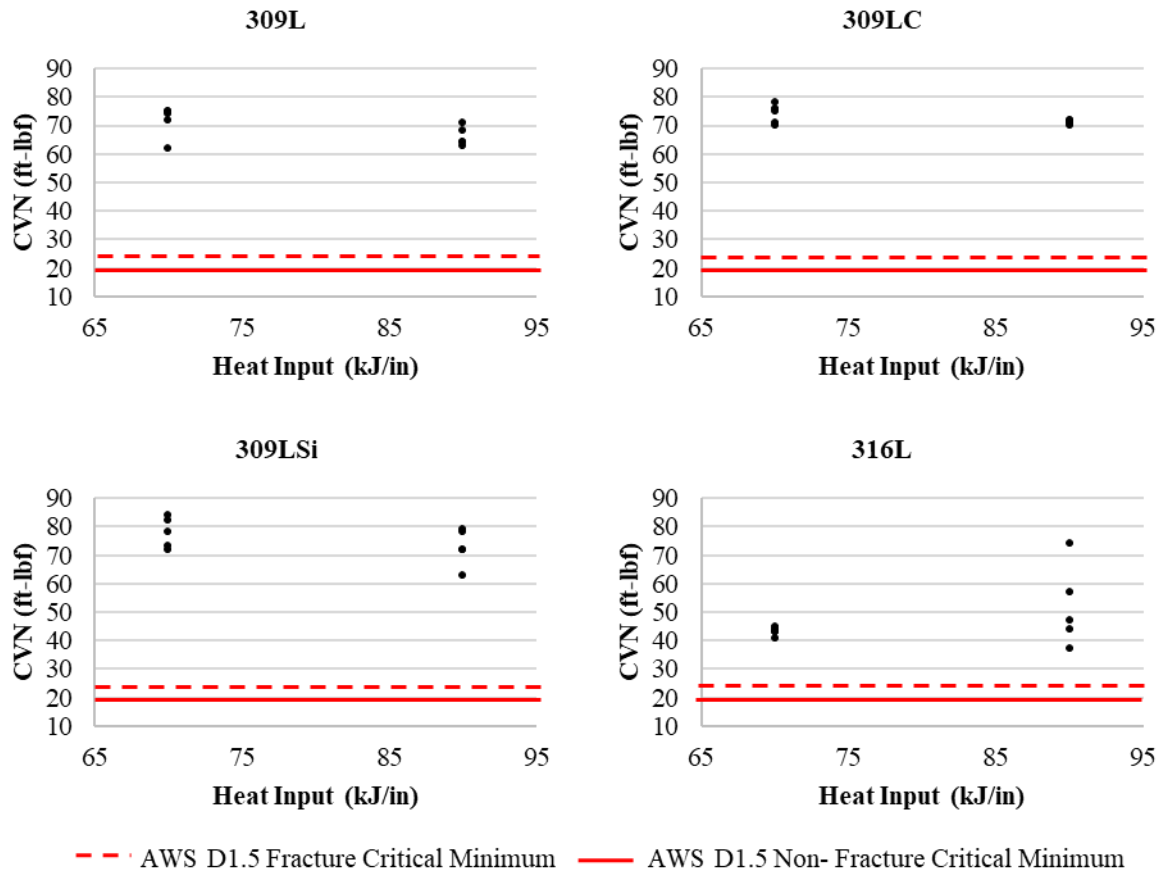 309L
CVN (ft-lbf)
90
80
70
60
50
40
30
20
10
65 75 85 95
Heat Input (kJ/in)
309LC
CVN (ft-lbf)
90
80
70
60
50
40
30
20
10
65 75 85 95
Heat Input (kJ/in)
309LSi
CVN (ft-lbf)
90
80
70
60
50
40
30
20
10
65 75 85 95
Heat Input (kJ/in)
316L
CVN (ft-lbf)
90
80
70
60
50
40
30
20
10
65 75 85 95
Heat Input (kJ/in)
AWS D1.5 Fracture Critical Minimum
AWS D1.5 Non- Fracture Critical Minimum